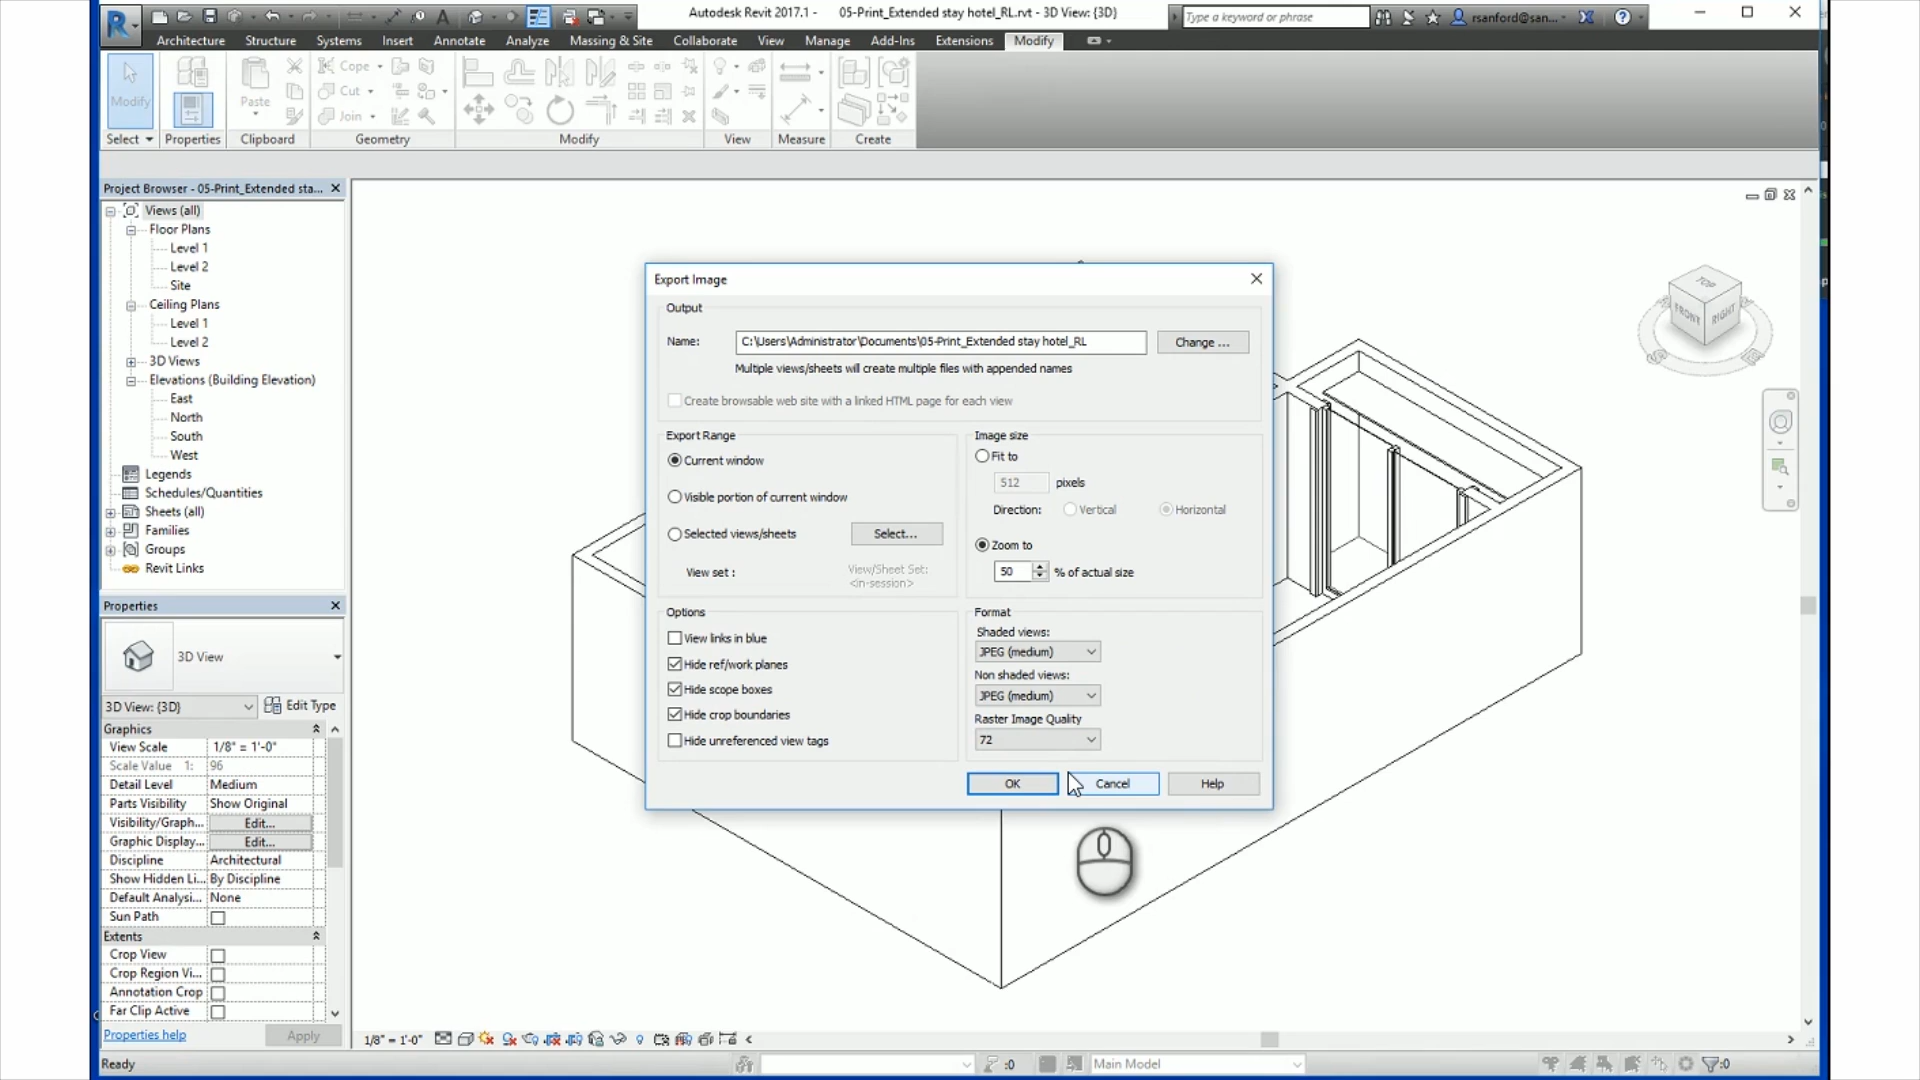 Autodesk Revit 2017.1 - 05-Print_Extended stay hotel_RL.rvt - 3D View: {3D}
Type a keyword or phrase
rsanford@san...
Architecture Structure Systems Insert Annotate Analyze Massing & Site Collaborate View Manage Add-Ins Extensions Modify
Modify
Paste
Cope
Cut
Join
Select Properties Clipboard Geometry Modify View Measure Create
Project Browser - 05-Print_Extended sta...
Views (all)
Floor Plans
Level 1
Level 2
Site
Ceiling Plans
Level 1
Level 2
3D Views
Elevations (Building Elevation)
East
North
South
West
Legends
Schedules/Quantities
Sheets (all)
Families
Groups
Revit Links
Properties
3D View
3D View: {3D}
Edit Type
Graphics
View Scale 1/8" = 1'-0"
Scale Value 1: 96
Detail Level Medium
Parts Visibility Show Original
Visibility/Graph... Edit...
Graphic Display... Edit...
Discipline Architectural
Show Hidden Li... By Discipline
Default Analysi... None
Sun Path
Extents
Crop View
Crop Region Vi...
Annotation Crop
Far Clip Active
Properties help
Apply
Export Image
Output
Name: C:\Users\Administrator\Documents\05-Print_Extended stay hotel_RL
Change ...
Multiple views/sheets will create multiple files with appended names
Create browsable web site with a linked HTML page for each view
Export Range
Current window
Visible portion of current window
Selected views/sheets
Select...
View set :
View/Sheet Set:
<in-session>
Image size
Fit to
512 pixels
Direction: Vertical Horizontal
Zoom to
50 % of actual size
Options
View links in blue
Hide ref/work planes
Hide scope boxes
Hide crop boundaries
Hide unreferenced view tags
Format
Shaded views:
JPEG (medium)
Non shaded views:
JPEG (medium)
Raster Image Quality
72
OK Cancel Help
TOP
FRONT
RIGHT
1/8" = 1'-0"
Ready
:0
Main Model
:0